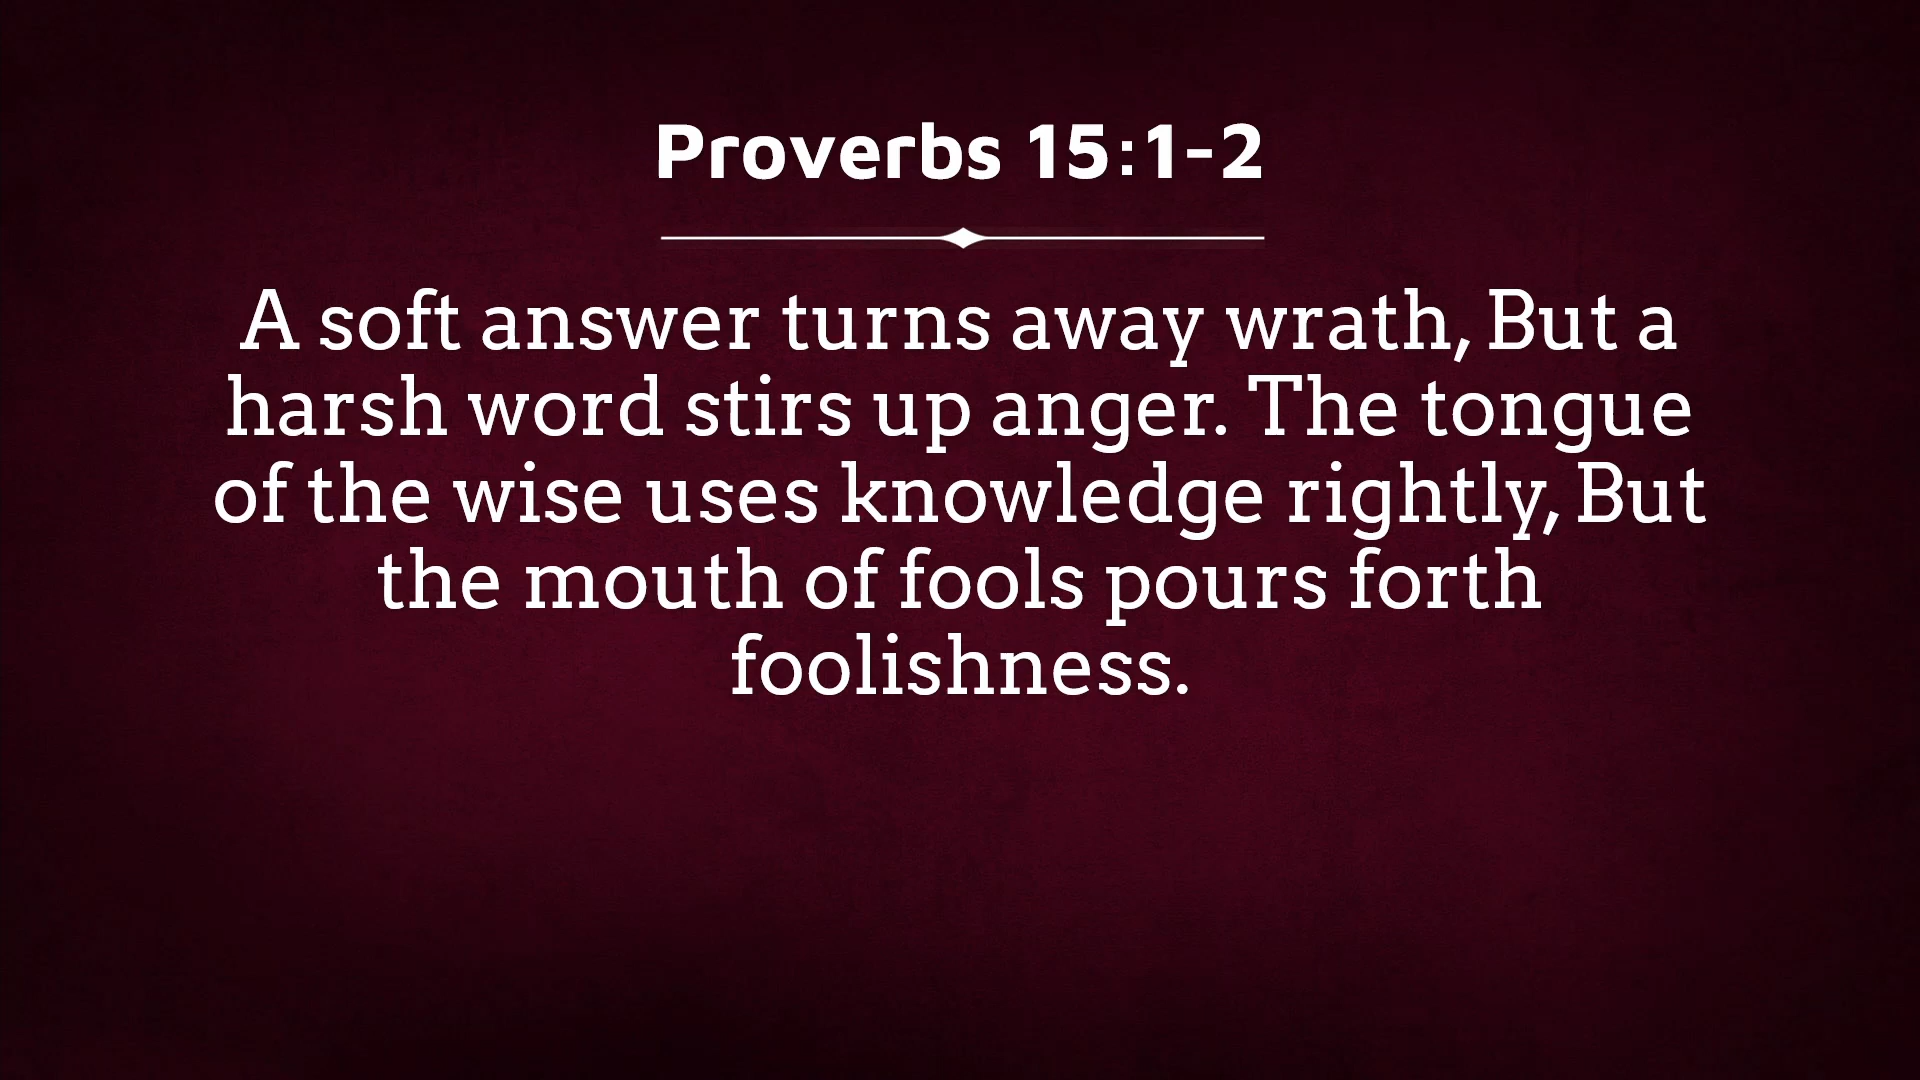 Proverbs 15:1-2
A soft answer turns away wrath, But a
harsh word stirs up anger. The tongue
of the wise uses knowledge rightly, But
the mouth of fools pours forth
foolishness.